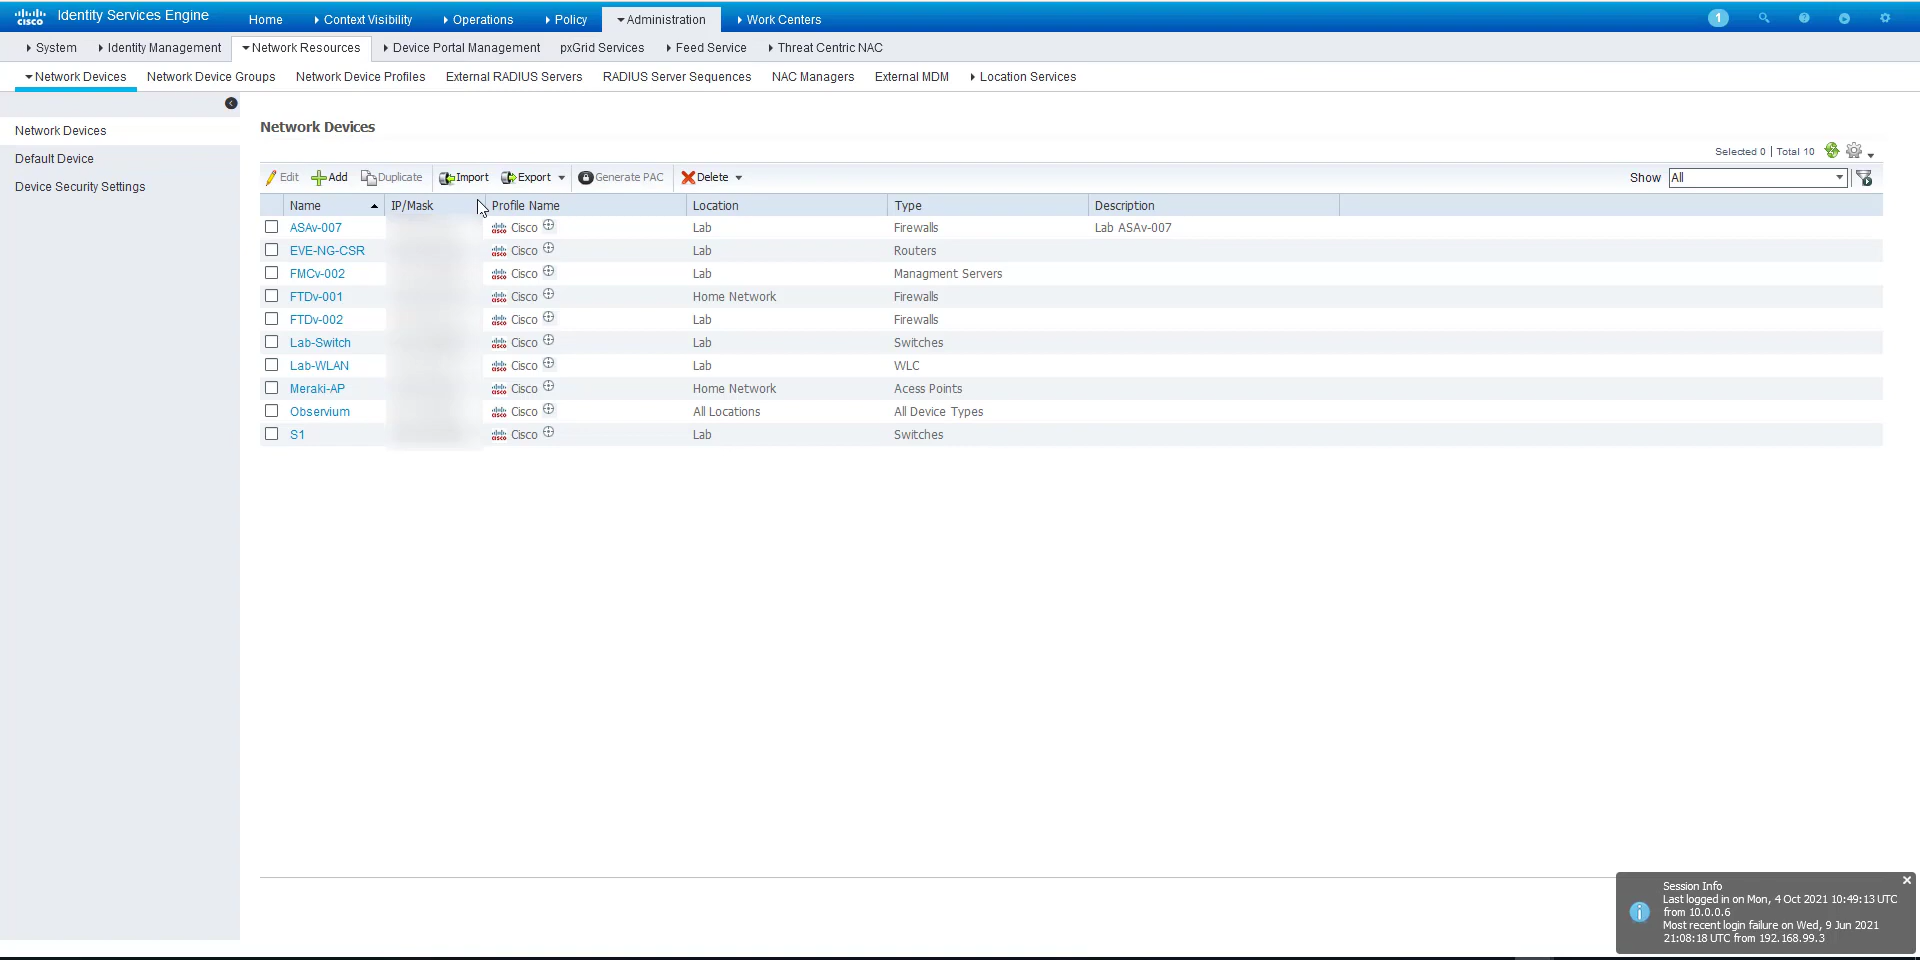 cisco Identity Services Engine Home Context Visibility Operations Policy Administration Work Centers 1
System Identity Management Network Resources Device Portal Management pxGrid Services Feed Service Threat Centric NAC
Network Devices Network Device Groups Network Device Profiles External RADIUS Servers RADIUS Server Sequences NAC Managers External MDM Location Services
Network Devices
Default Device
Device Security Settings
Network Devices
Selected 0 | Total 10
Edit Add Duplicate Import Export Generate PAC Delete Show All
Name IP/Mask Profile Name Location Type Description
ASAv-007 Cisco Lab Firewalls Lab ASAv-007
EVE-NG-CSR Cisco Lab Routers
FMCv-002 Cisco Lab Managment Servers
FTDv-001 Cisco Home Network Firewalls
FTDv-002 Cisco Lab Firewalls
Lab-Switch Cisco Lab Switches
Lab-WLAN Cisco Lab WLC
Meraki-AP Cisco Home Network Acess Points
Observium Cisco All Locations All Device Types
S1 Cisco Lab Switches
Session Info
Last logged in on Mon, 4 Oct 2021 10:49:13 UTC
from 10.0.0.6
Most recent login failure on Wed, 9 Jun 2021
21:08:18 UTC from 192.168.99.3